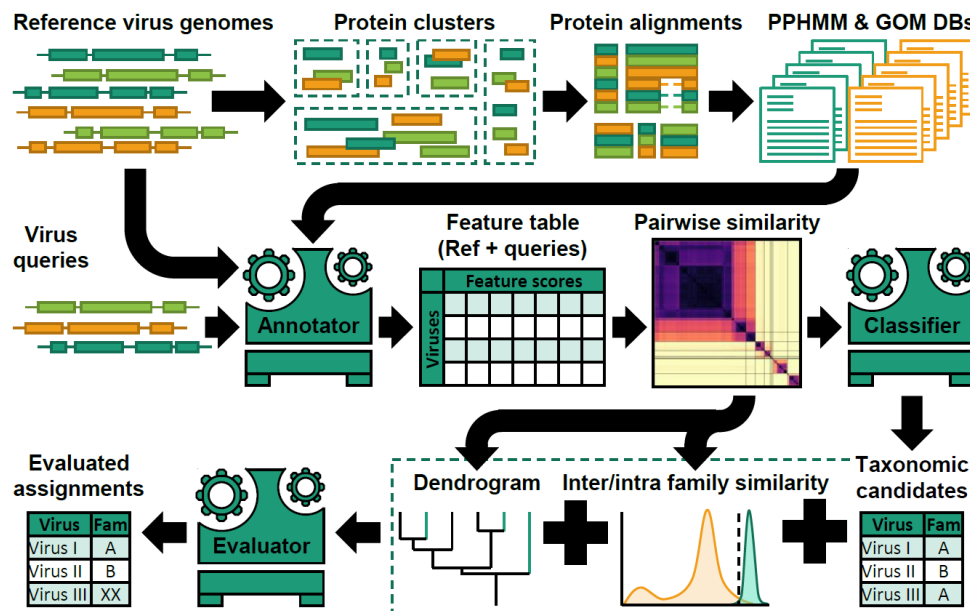 Reference virus genomes
Protein clusters
Protein alignments
PPHMM & GOM DBs
Virus
queries
Annotator
Feature table
(Ref + queries)
Feature scores
Viruses
Pairwise similarity
Classifier
Evaluated
assignments
Virus Fam
Virus I A
Virus II B
Virus III XX
Evaluator
Dendrogram
Inter/intra family similarity
Taxonomic
candidates
Virus Fam
Virus I A
Virus II B
Virus III A